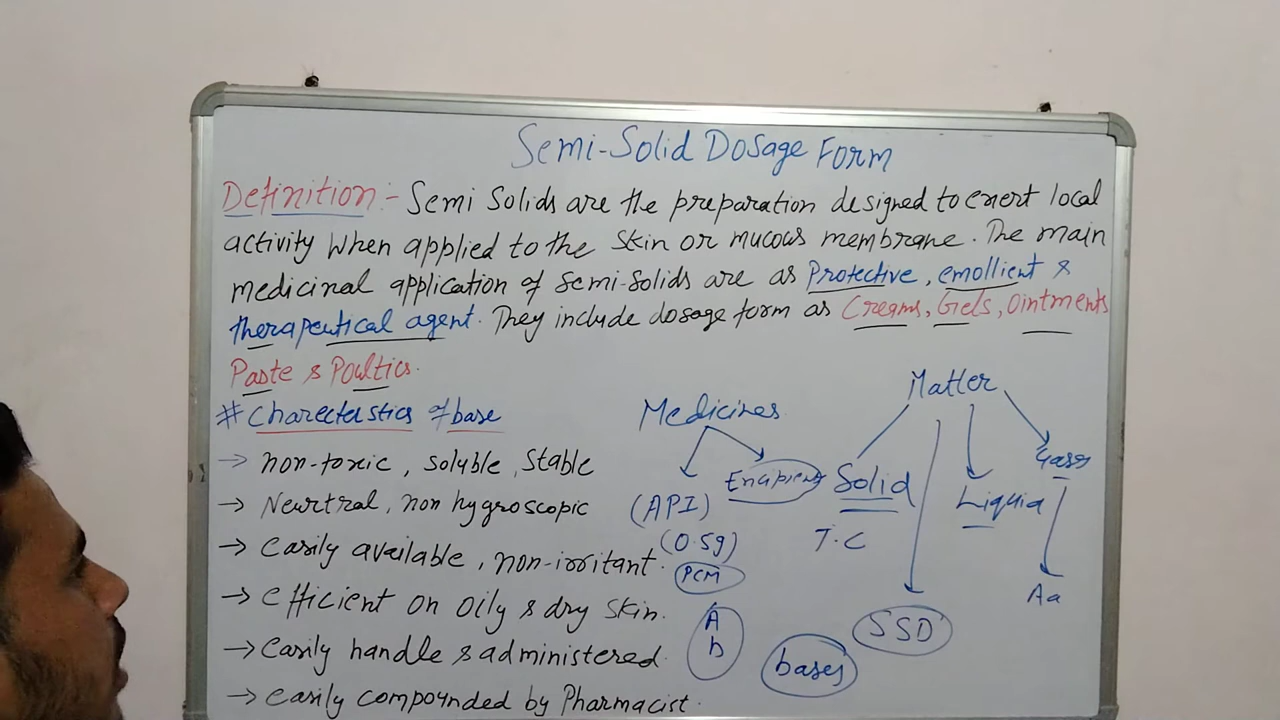 Semi-Solid Dosage Form
Definition:- Semi Solids are the preparation designed to exert local
activity when applied to the skin or mucous membrane. The main
medicinal application of semi-solids are as Protective, emollient &
therapeutical agent. They include dosage form as Creams, Gels, ointments
Paste & Poultics.
# Charecterstics of base
→ non-toxic, soluble, stable
→ Neurtral, non hygroscopic
→ easily available, non-irritant.
→ efficient on oily & dry skin.
→ easily handle & administered.
→ easily compounded by Pharmacist.
Medicines
(API)
(0.5g)
PCM
A
b
bases
Matter
Solid
T.C
SSD
Liquid
Aa